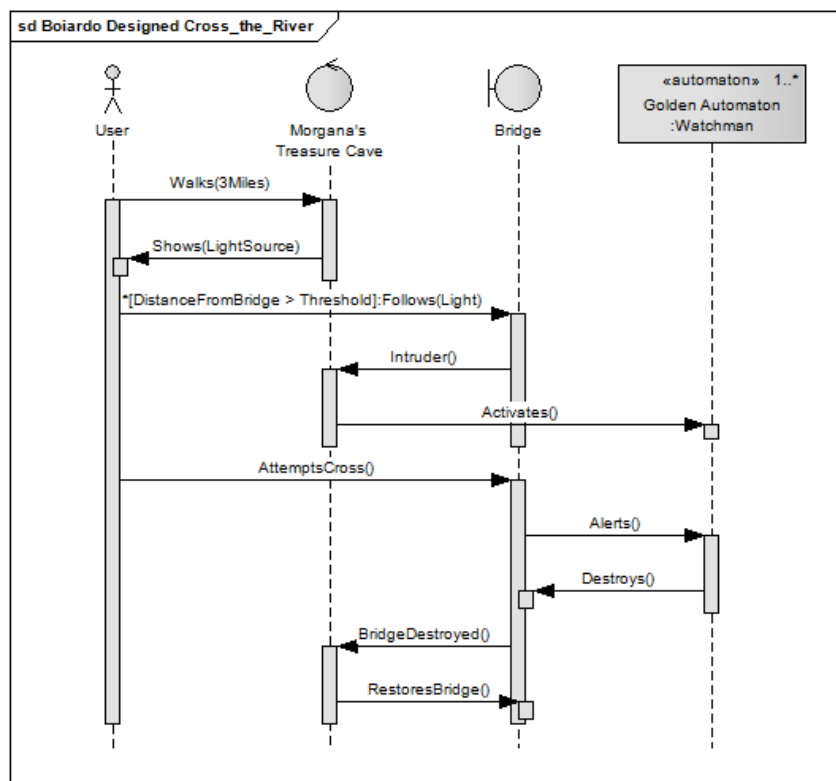 sd Boiardo Designed Cross_the_River
«automaton» 1..*
Golden Automaton
:Watchman
User
Morgana's
Treasure Cave
Bridge
Walks(3Miles)
Shows(LightSource)
*[DistanceFromBridge > Threshold]:Follows(Light)
Intruder()
Activates()
AttemptsCross()
Alerts()
Destroys()
BridgeDestroyed()
RestoresBridge()